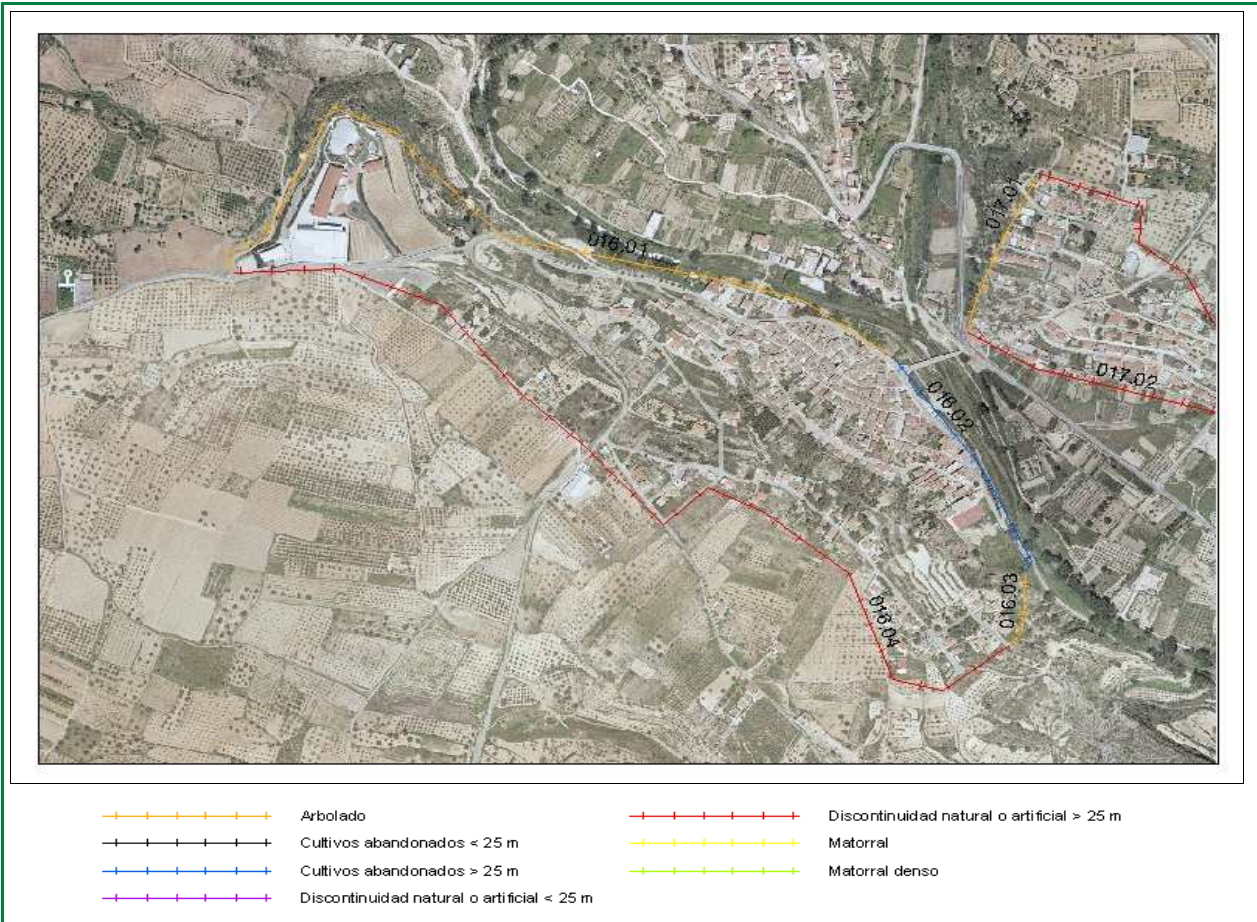 017.01
016.01
017.02
016.02
016.03
016.04
Arbolado
Discontinuidad natural o artificial > 25 m
Cultivos abandonados < 25 m
Matorral
Cultivos abandonados > 25 m
Matorral denso
Discontinuidad natural o artificial < 25 m